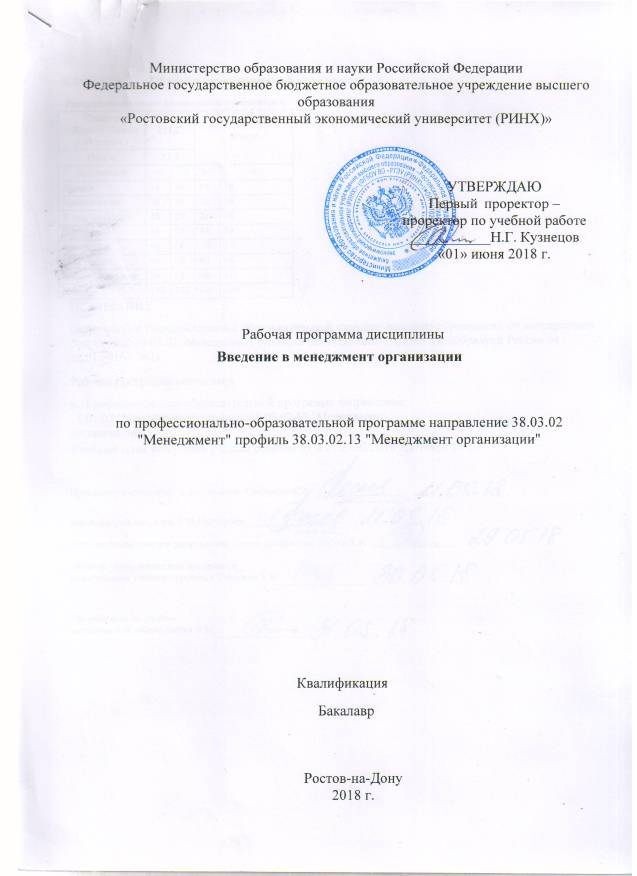 Министерство образования и науки Российской Федерации
Федеральное государственное бюджетное образовательное учреждение высшего
образования
«Ростовский государственный экономический университет (РИНХ)»
УТВЕРЖДАЮ
Первый проректор –
проректор по учебной работе
Н.Г. Кузнецов
«01» июня 2018 г.
Рабочая программа дисциплины
Введение в менеджмент организации
по профессионально-образовательной программе направление 38.03.02
"Менеджмент" профиль 38.03.02.13 "Менеджмент организации"
Квалификация
Бакалавр
Ростов-на-Дону
2018 г.